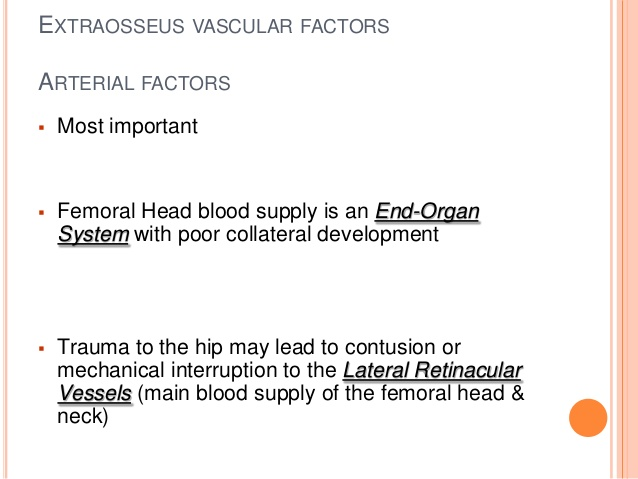 EXTRAOSSEUS VASCULAR FACTORS
ARTERIAL FACTORS
▪ Most important
▪ Femoral Head blood supply is an End-Organ
System with poor collateral development
▪ Trauma to the hip may lead to contusion or
mechanical interruption to the Lateral Retinacular
Vessels (main blood supply of the femoral head &
neck)